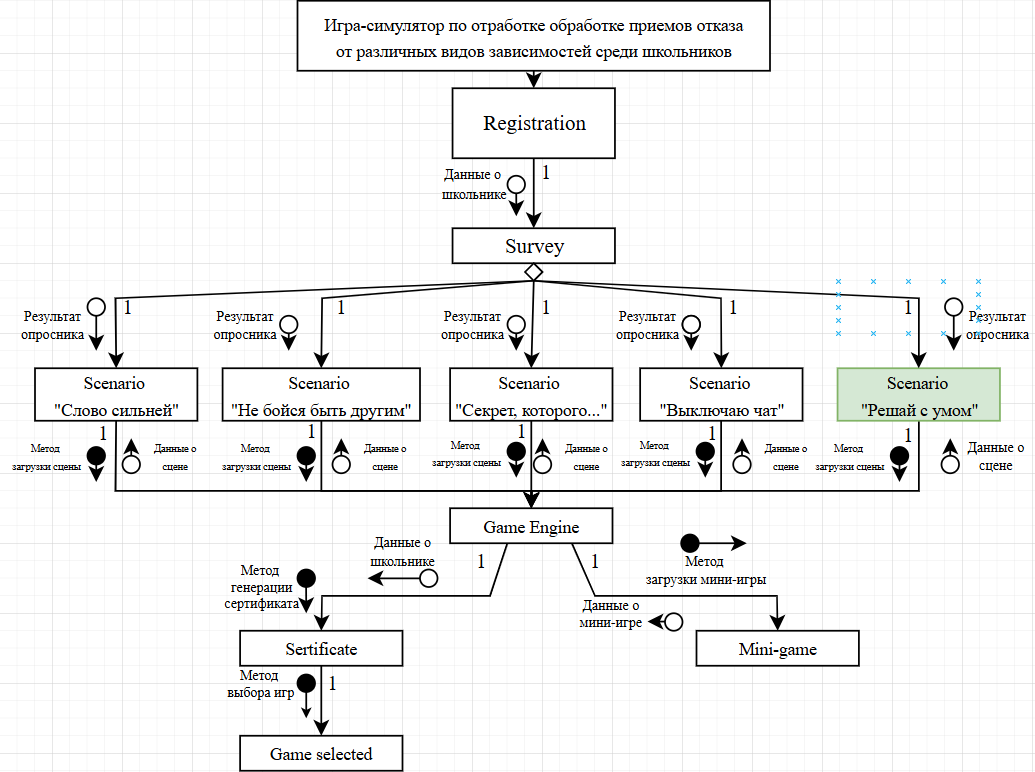 Игра-симулятор по отработке обработке приемов отказа
от различных видов зависимостей среди школьников
Registration
Данные о
школьнике
1
Survey
Результат
опросника
1
Результат
опросника
1
Результат
опросника
1
Результат
опросника
1
1
Результат
опросника
Scenario
"Слово сильней"
Scenario
"Не бойся быть другим"
Scenario
"Секрет, которого..."
Scenario
"Выключаю чат"
Scenario
"Решай с умом"
1
Метод
загрузки сцены
Данные о
сцене
1
Метод
загрузки сцены
Данные о
сцене
1
Метод
загрузки сцены
Данные о
сцене
1
Метод
загрузки сцены
Данные о
сцене
1
Метод
загрузки сцены
Данные о
сцене
Game Engine
Данные о
школьнике
1
1
Метод
загрузки мини-игры
Метод
генерации
сертификата
Данные о
мини-игре
Sertificate
Mini-game
Метод
выбора игр
1
Game selected